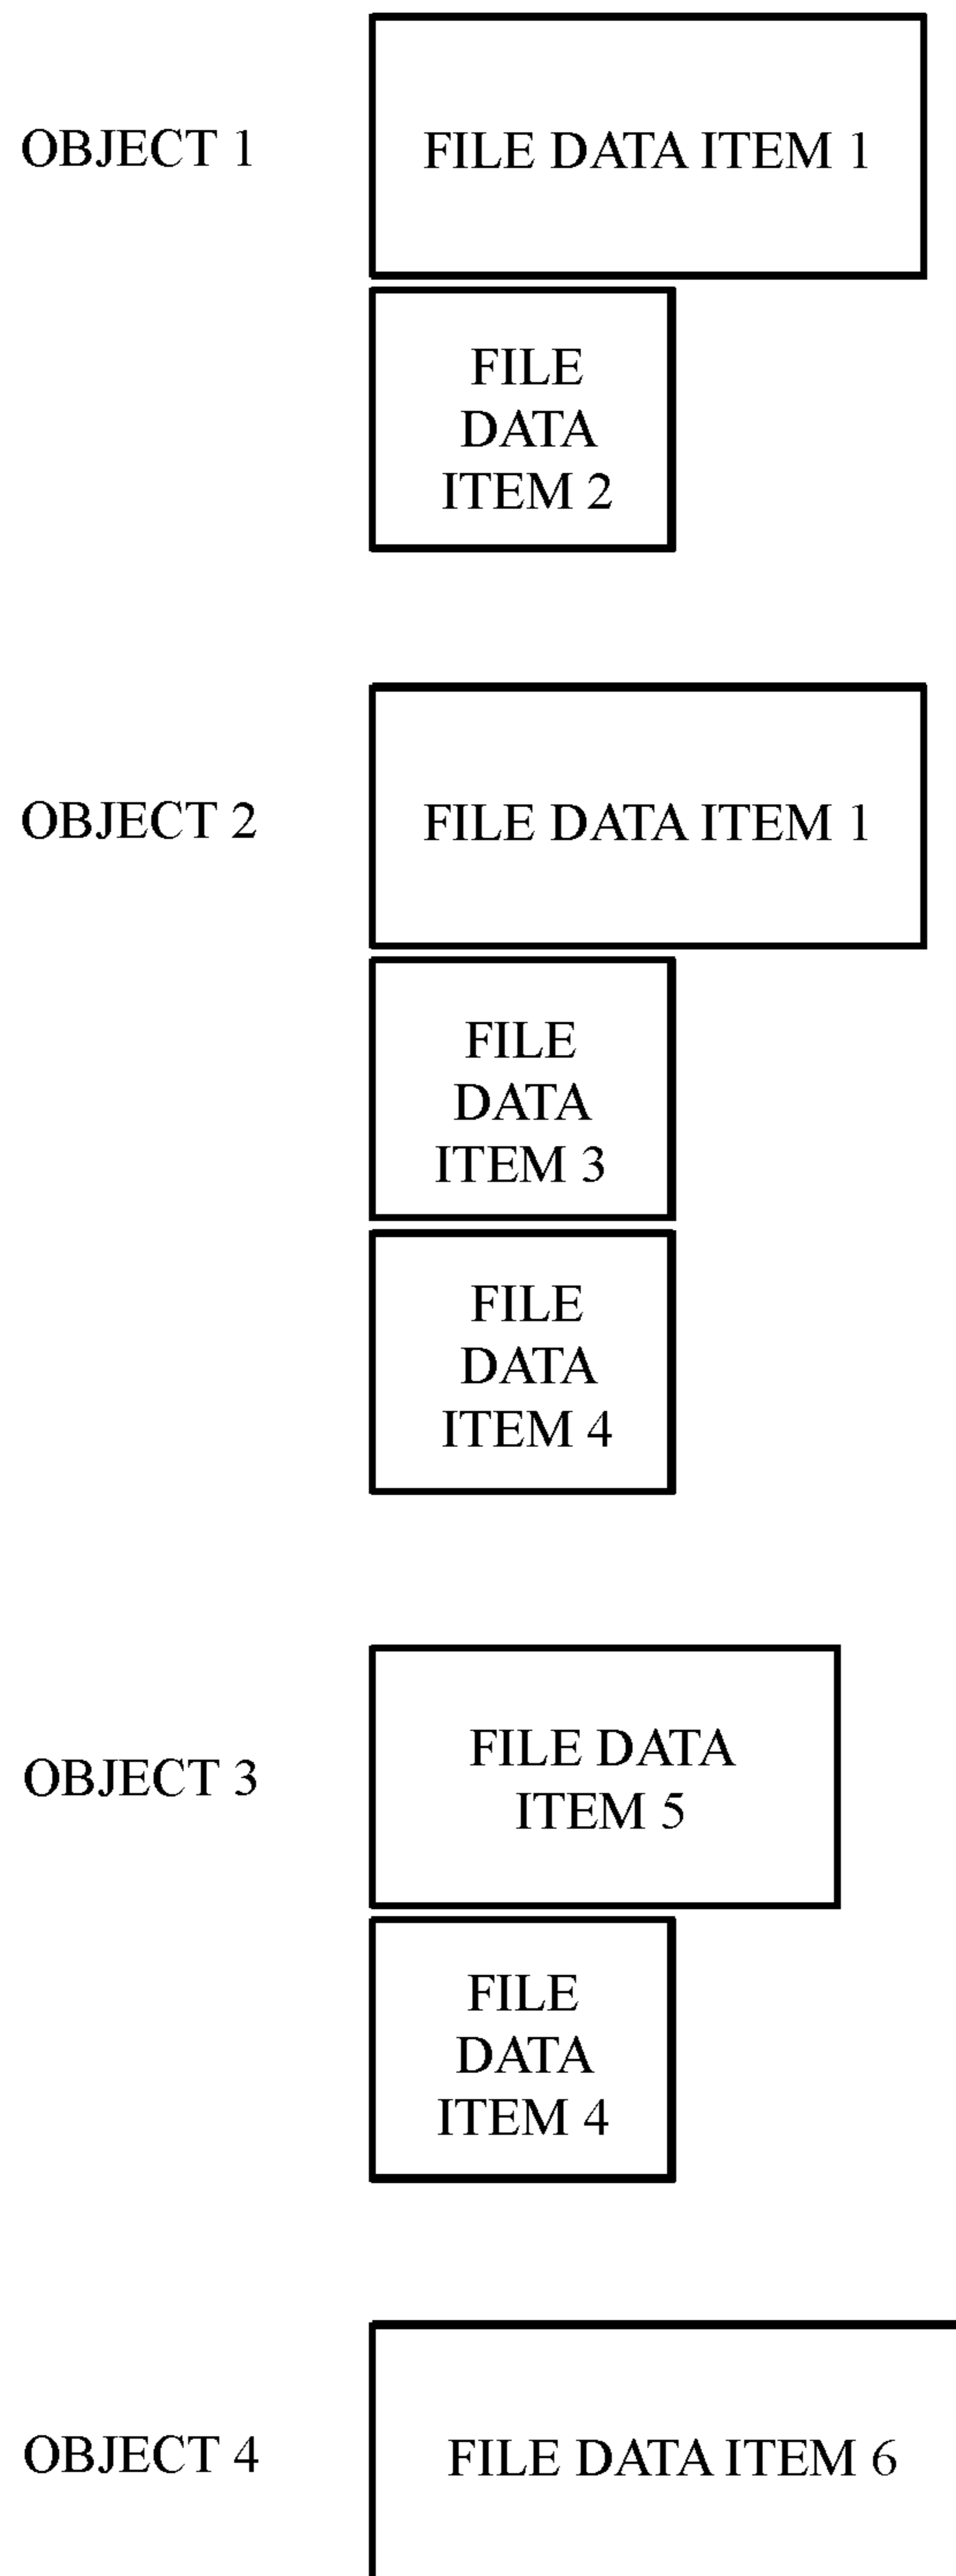 OBJECT 1
FILE DATA ITEM 1
FILE
DATA
ITEM 2
OBJECT 2
FILE DATA ITEM 1
FILE
DATA
ITEM 3
FILE
DATA
ITEM 4
OBJECT 3
FILE DATA
ITEM 5
FILE
DATA
ITEM 4
OBJECT 4
FILE DATA ITEM 6